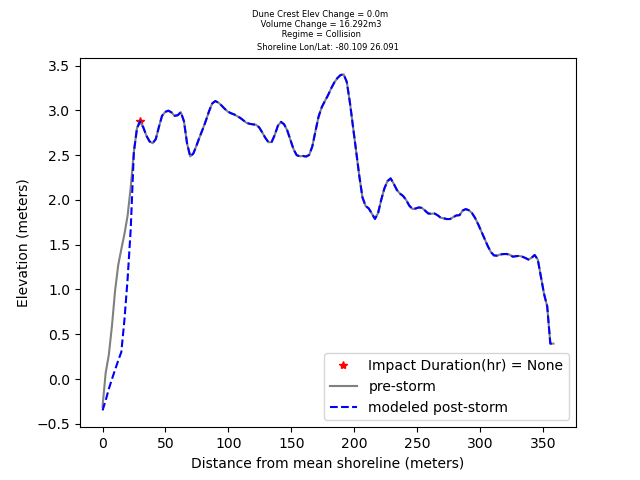 Dune Crest Elev Change = 0.0m
Volume Change = 16.292m3
Regime = Collision
Shoreline Lon/Lat: -80.109 26.091
3.5
3.0
2.5
2.0
1.5
1.0
0.5
0.0
−0.5
Elevation (meters)
Impact Duration(hr) = None
pre-storm
modeled post-storm
0 50 100 150 200 250 300 350
Distance from mean shoreline (meters)